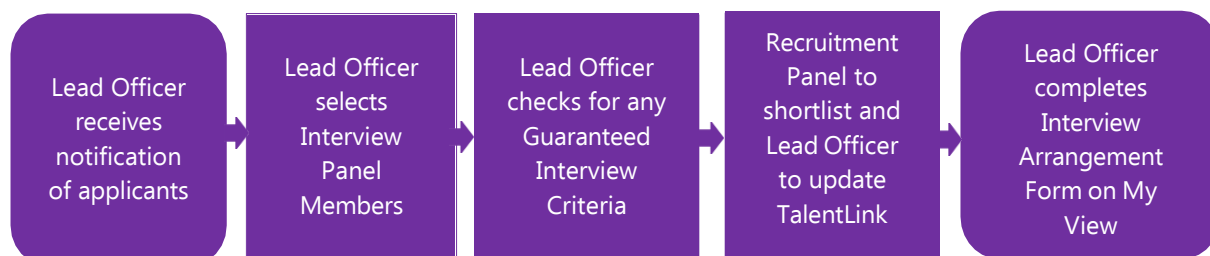 Lead Officer
receives
notification
of applicants
Lead Officer
selects
Interview
Panel
Members
Lead Officer
checks for any
Guaranteed
Interview
Criteria
Recruitment
Panel to
shortlist and
Lead Officer
to update
TalentLink
Lead Officer
completes
Interview
Arrangement
Form on My
View